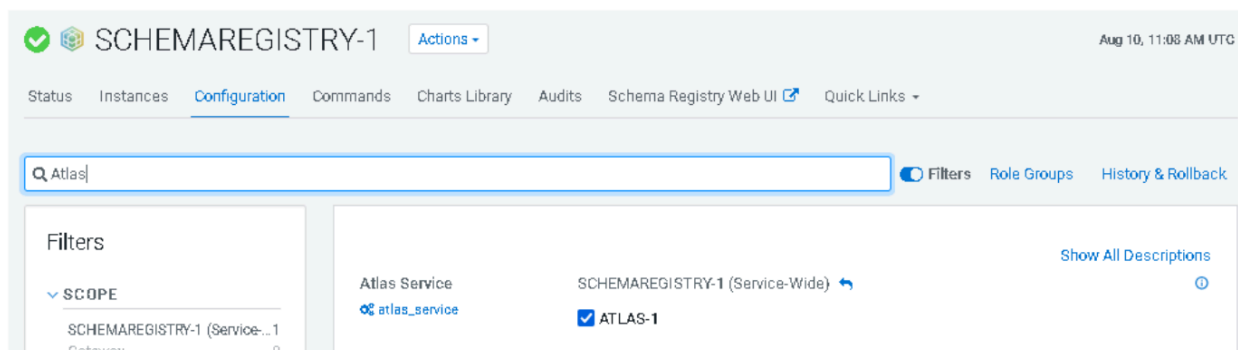 SCHEMAREGISTRY-1 Actions Aug 10, 11:08 AM UTC
Status Instances Configuration Commands Charts Library Audits Schema Registry Web UI Quick Links
Atlas Filters Role Groups History & Rollback
Filters
Show All Descriptions
Atlas Service SCHEMAREGISTRY-1 (Service-Wide)
SCOPE
atlas_service
ATLAS-1
SCHEMAREGISTRY-1 (Service-... 1